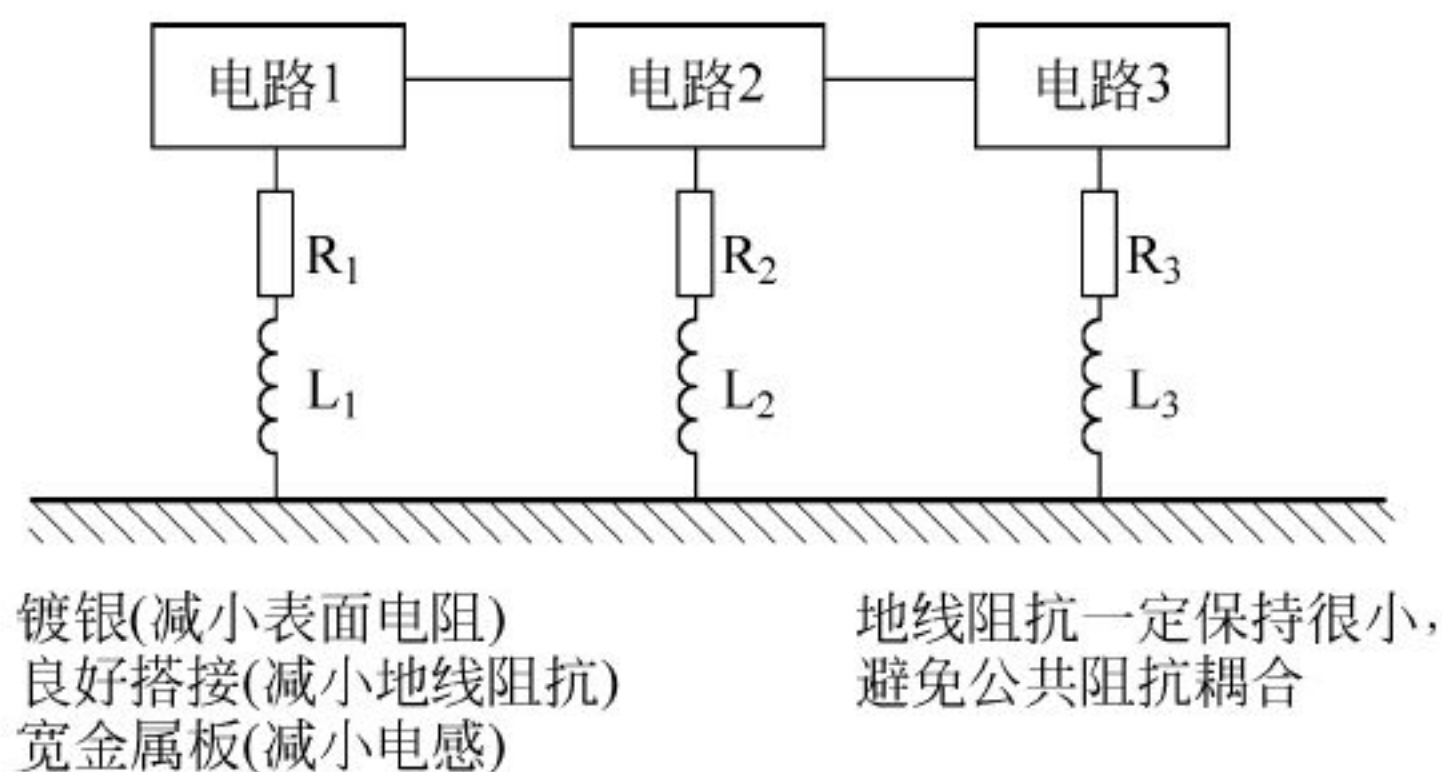 电路1
电路2
电路3
R₁
R₂
R₃
L₁
L₂
L₃
镀银(减小表面电阻)
良好搭接(减小地线阻抗)
宽金属板(减小电感)
地线阻抗一定保持很小，
避免公共阻抗耦合